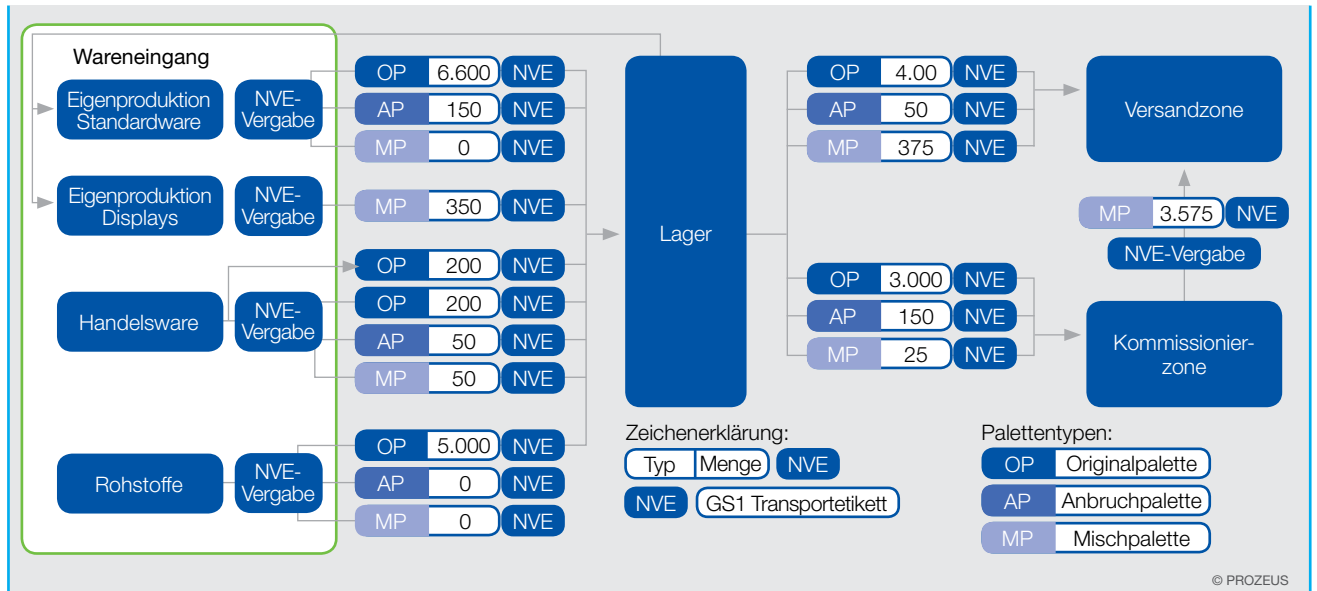 Wareneingang
Eigenproduktion
Standardware
NVE-
Vergabe
OP 6.600 NVE
AP 150 NVE
MP 0 NVE
Eigenproduktion
Displays
NVE-
Vergabe
MP 350 NVE
Handelsware
NVE-
Vergabe
OP 200 NVE
OP 200 NVE
AP 50 NVE
MP 50 NVE
Rohstoffe
NVE-
Vergabe
OP 5.000 NVE
AP 0 NVE
MP 0 NVE
Lager
OP 4.00 NVE
AP 50 NVE
MP 375 NVE
Versandzone
MP 3.575 NVE
NVE-Vergabe
OP 3.000 NVE
AP 150 NVE
MP 25 NVE
Kommissionier-
zone
Zeichenerklärung:
Typ Menge NVE
NVE GS1 Transportetikett
Palettentypen:
OP Originalpalette
AP Anbruchpalette
MP Mischpalette
© PROZEUS